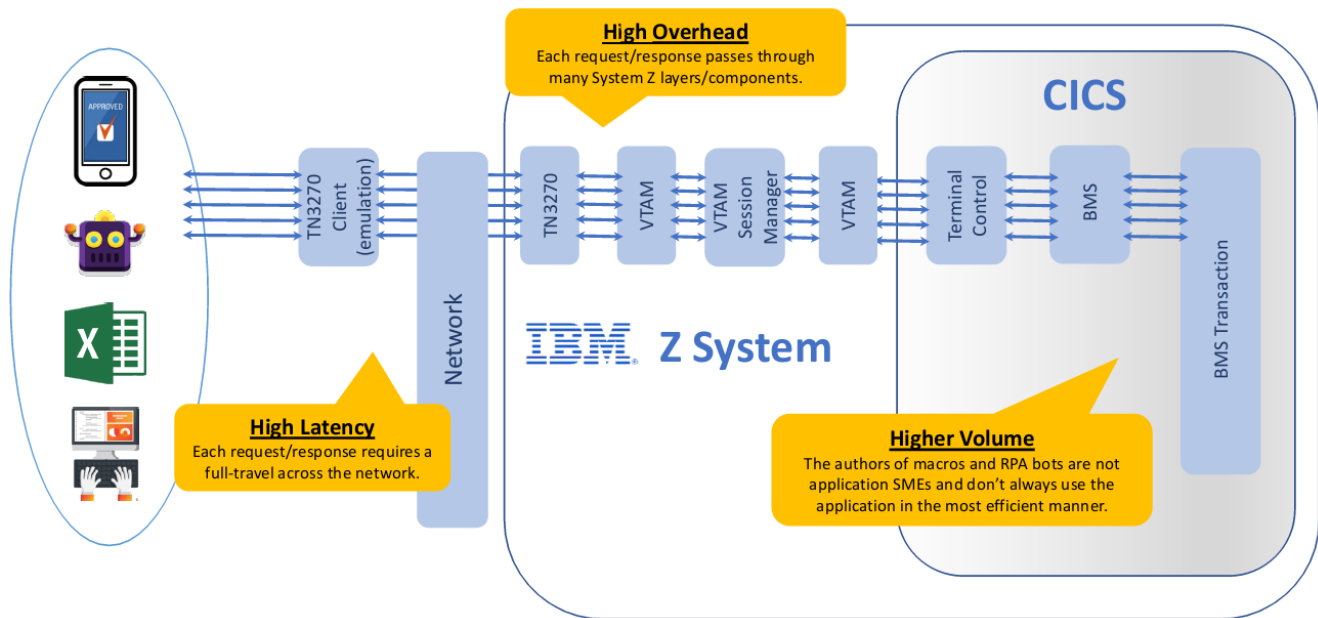 High Overhead
Each request/response passes through
many System Z layers/components.
CICS
APPROVED
TN3270
Client
(emulation)
Network
TN3270
VTAM
VTAM
Session
Manager
VTAM
Terminal
Control
BMS
BMS Transaction
IBM® Z System
X
High Latency
Each request/response requires a
full-travel across the network.
Higher Volume
The authors of macros and RPA bots are not
application SMEs and don’t always use the
application in the most efficient manner.